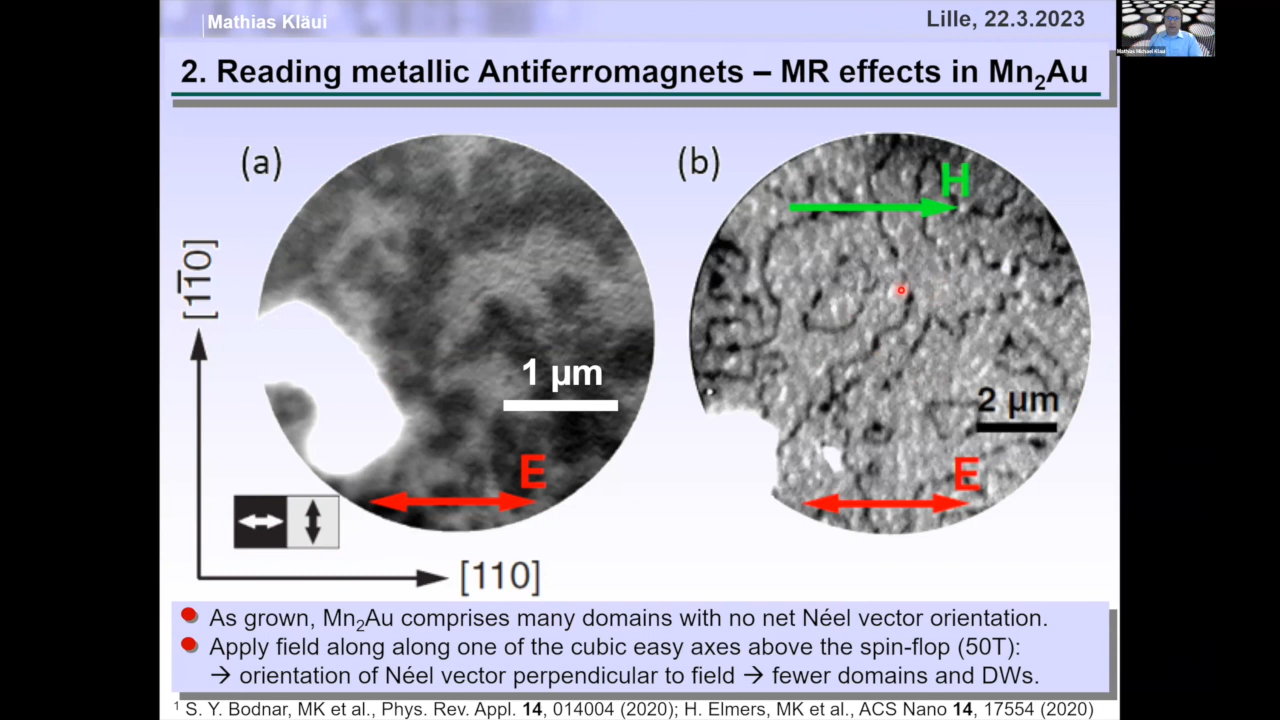 Mathias Kläui
Lille, 22.3.2023
Mathias Michael Kläui
2. Reading metallic Antiferromagnets – MR effects in Mn₂Au
(a)
(b)
H
[11̅0]
1 µm
2 µm
E
E
[110]
As grown, Mn₂Au comprises many domains with no net Néel vector orientation.
Apply field along along one of the cubic easy axes above the spin-flop (50T):
→ orientation of Néel vector perpendicular to field → fewer domains and DWs.
¹ S. Y. Bodnar, MK et al., Phys. Rev. Appl. 14, 014004 (2020); H. Elmers, MK et al., ACS Nano 14, 17554 (2020)